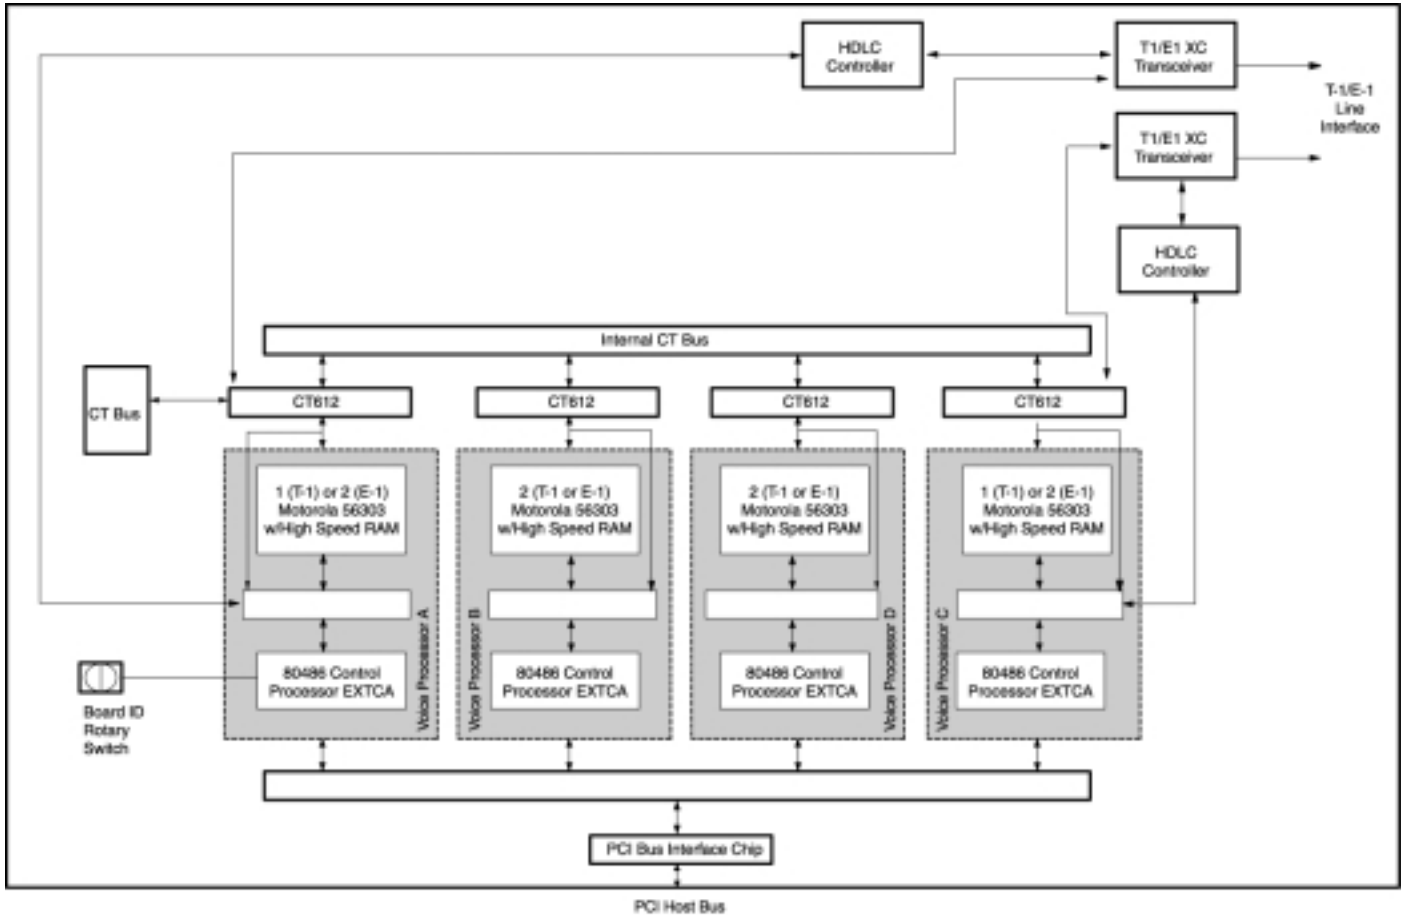 HDLC
Controller
T1/E1 XC
Transceiver
T-1/E-1
Line
Interface
T1/E1 XC
Transceiver
HDLC
Controller
Internal CT Bus
CT Bus
CT612
CT612
CT612
CT612
1 (T-1) or 2 (E-1)
Motorola 56303
w/High Speed RAM
2 (T-1 or E-1)
Motorola 56303
w/High Speed RAM
2 (T-1 or E-1)
Motorola 56303
w/High Speed RAM
1 (T-1) or 2 (E-1)
Motorola 56303
w/High Speed RAM
Voice Processor A
Voice Processor B
Voice Processor D
Voice Processor C
80486 Control
Processor EXTCA
80486 Control
Processor EXTCA
80486 Control
Processor EXTCA
80486 Control
Processor EXTCA
Board ID
Rotary
Switch
PCI Bus Interface Chip
PCI Host Bus